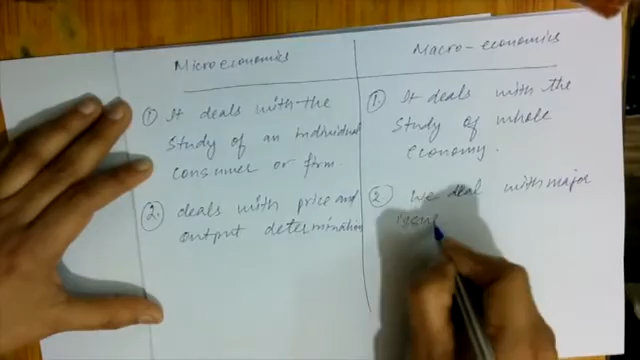 Microeconomics
① It deals with the
study of an individual
consumer or firm.
②. deals with price and
output determination
Macro-economics
①. It deals with the
study of whole
economy.
②. we deal with major
issue